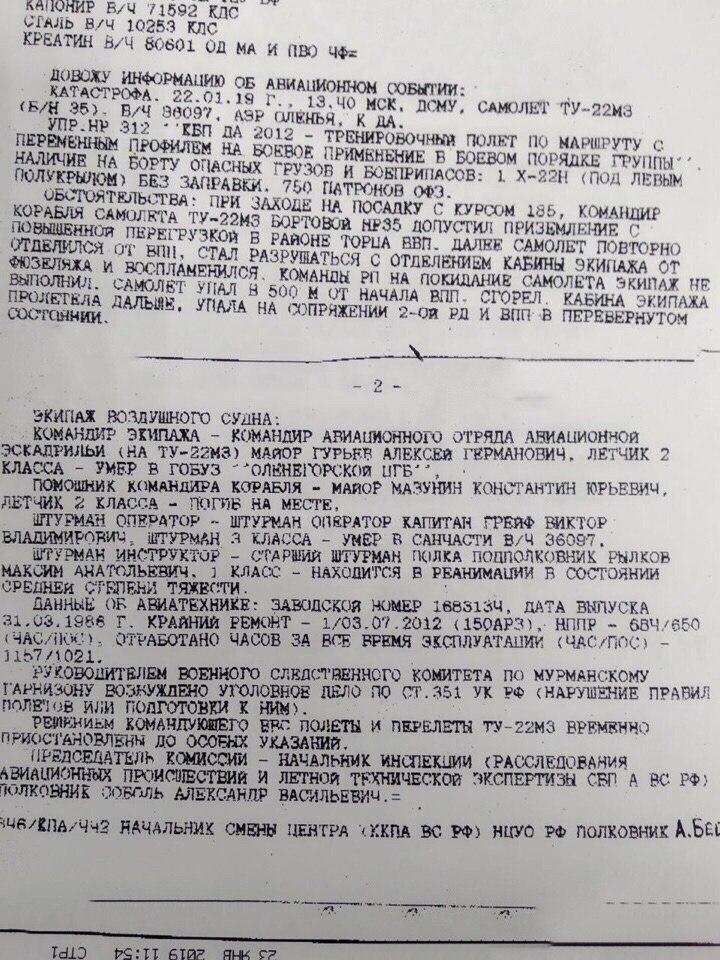 КАПОНИР В/Ч 71592 КДС
СТАЛЬ В/Ч 10253 КДС
КРЕАТИН В/Ч 80601 ОД МА И ПВО ЧФ=
ДОВОЖУ ИНФОРМАЦИЮ ОБ АВИАЦИОННОМ СОБЫТИИ:
КАТАСТРОФА. 22.01.19 Г., 13.40 МСК, ДСМУ, САМОЛЕТ ТУ-22М3
(Б/Н 35). В/Ч 36097, АЭР ОЛЕНЬЯ, К ДА.
УПР.НР 312 ''КБП ДА 2012 - ТРЕНИРОВОЧНЫЙ ПОЛЕТ ПО МАРШРУТУ С
ПЕРЕМЕННЫМ ПРОФИЛЕМ НА БОЕВОЕ ПРИМЕНЕНИЕ В БОЕВОМ ПОРЯДКЕ ГРУППЫ''.
НАЛИЧИЕ НА БОРТУ ОПАСНЫХ ГРУЗОВ И БОЕПРИПАСОВ: 1 Х-22Н (ПОД ЛЕВЫМ
ПОЛУКРЫЛОМ) БЕЗ ЗАПРАВКИ. 750 ПАТРОНОВ ОФЗ.
ОБСТОЯТЕЛЬСТВА: ПРИ ЗАХОДЕ НА ПОСАДКУ С КУРСОМ 185, КОМАНДИР
КОРАБЛЯ САМОЛЕТА ТУ-22М3 БОРТОВОЙ НР35 ДОПУСТИЛ ПРИЗЕМЛЕНИЕ С
ПОВЫШЕННОЙ ПЕРЕГРУЗКОЙ В РАЙОНЕ ТОРЦА ВВП. ДАЛЕЕ САМОЛЕТ ПОВТОРНО
ОТДЕЛИЛСЯ ОТ ВПП, СТАЛ РАЗРУШАТЬСЯ С ОТДЕЛЕНИЕМ КАБИНЫ ЭКИПАЖА ОТ
ФЮЗЕЛЯЖА И ВОСПЛАМЕНИЛСЯ. КОМАНДЫ РП НА ПОКИДАНИЕ САМОЛЕТА ЭКИПАЖ НЕ
ВЫПОЛНИЛ. САМОЛЕТ УПАЛ В 500 М ОТ НАЧАЛА ВПП. СГОРЕЛ. КАБИНА ЭКИПАЖА
ПРОЛЕТЕЛА ДАЛЬШЕ, УПАЛА НА СОПРЯЖЕНИИ 2-ОЙ РД И ВПП В ПЕРЕВЕРНУТОМ
СОСТОЯНИИ.
- 2 -
ЭКИПАЖ ВОЗДУШНОГО СУДНА:
КОМАНДИР ЭКИПАЖА - КОМАНДИР АВИАЦИОННОГО ОТРЯДА АВИАЦИОННОЙ
ЭСКАДРИЛЬИ (НА ТУ-22М3) МАЙОР ГУРЬЕВ АЛЕКСЕЙ ГЕРМАНОВИЧ, ЛЕТЧИК 2
КЛАССА - УМЕР В ГОБУЗ ''ОЛЕНЕГОРСКОЙ ЦГБ'',
ПОМОШНИК КОМАНДИРА КОРАБЛЯ - МАЙОР МАЗУНИН КОНСТАНТИН ЮРЬЕВИЧ,
ЛЕТЧИК 2 КЛАССА - ПОГИБ НА МЕСТЕ,
ШТУРМАН ОПЕРАТОР - ШТУРМАН ОПЕРАТОР КАПИТАН ГРЕЙФ ВИКТОР
ВЛАДИМИРОВИЧ, ШТУРМАН 3 КЛАССА - УМЕР В САНЧАСТИ В/Ч 36097.
ШТУРМАН ИНСТРУКТОР - СТАРШИЙ ШТУРМАН ПОЛКА ПОДПОЛКОВНИК РЫЛКОВ
МАКСИМ АНАТОЛЬЕВИЧ, 1 КЛАСС - НАХОДИТСЯ В РЕАНИМАЦИИ В СОСТОЯНИИ
СРЕДНЕЙ СТЕПЕНИ ТЯЖЕСТИ.
ДАННЫЕ ОБ АВИАТЕХНИКЕ: ЗАВОДСКОЙ НОМЕР 1683134, ДАТА ВЫПУСКА
31.03.1986 Г. КРАЙНИЙ РЕМОНТ - 1/03.07.2012 (150АРЗ), НППР - 684/650
(ЧАС/ПОС), ОТРАБОТАНО ЧАСОВ ЗА ВСЕ ВРЕМЯ ЭКСПЛУАТАЦИИ (ЧАС/ПОС) -
1157/1021.
РУКОВОДИТЕЛЕМ ВОЕННОГО СЛЕДСТВЕННОГО КОМИТЕТА ПО МУРМАНСКОМУ
ГАРНИЗОНУ ВОЗБУЖДЕНО УГОЛОВНОЕ ДЕЛО ПО СТ.351 УК РФ (НАРУШЕНИЕ ПРАВИЛ
ПОЛЕТОВ ИЛИ ПОДГОТОВКИ К НИМ).
РЕШЕНИЕМ КОМАНДУЮЩЕГО ВВС ПОЛЕТЫ И ПЕРЕЛЕТЫ ТУ-22М3 ВРЕМЕННО
ПРИОСТАНОВЛЕНЫ ДО ОСОБЫХ УКАЗАНИЙ.
ПРЕДСЕДАТЕЛЬ КОМИССИИ - НАЧАЛЬНИК ИНСПЕКЦИИ (РАССЛЕДОВАНИЯ
АВИАЦИОННЫХ ПРОИСШЕСТВИЙ И ЛЕТНОЙ ТЕХНИЧЕСКОЙ ЭКСПЕРТИЗЫ СБП А ВС РФ)
ПОЛКОВНИК СОБОЛЬ АЛЕКСАНДР ВАСИЛЬЕВИЧ.=
НАЧАЛЬНИК СМЕНЫ ЦЕНТРА (ККПА ВС РФ) НЦУО РФ ПОЛКОВНИК А.
23 ЯНВ 2019 11:54 СТР1